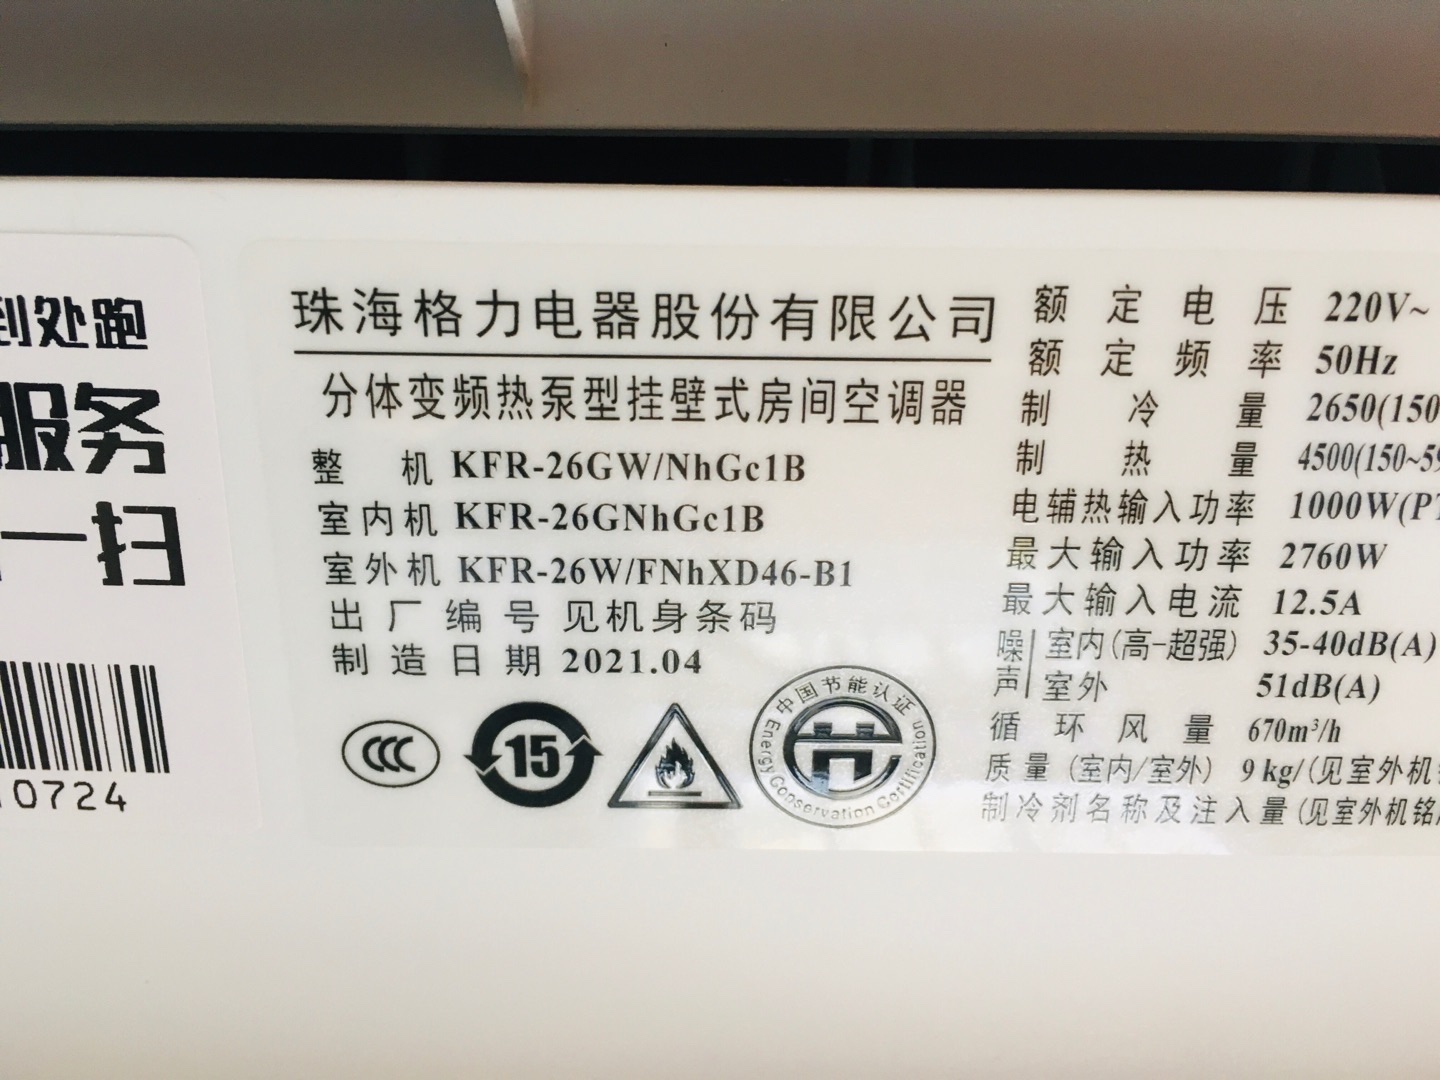 到处跑
服务
一扫
10724
珠海格力电器股份有限公司
分体变频热泵型挂壁式房间空调器
整 机 KFR-26GW/NhGc1B
室内机 KFR-26GNhGc1B
室外机 KFR-26W/FNhXD46-B1
出厂编号 见机身条码
制造日期 2021.04
CCC
15
中国节能认证
Energy Conservation Certification
额定电压 220V~
额定频率 50Hz
制冷量 2650(150
制热量 4500(150~59
电辅热输入功率 1000W(PT
最大输入功率 2760W
最大输入电流 12.5A
噪声 室内(高-超强) 35-40dB(A)
室外 51dB(A)
循环风量 670m³/h
质量(室内/室外) 9 kg/(见室外机铭
制冷剂名称及注入量(见室外机铭